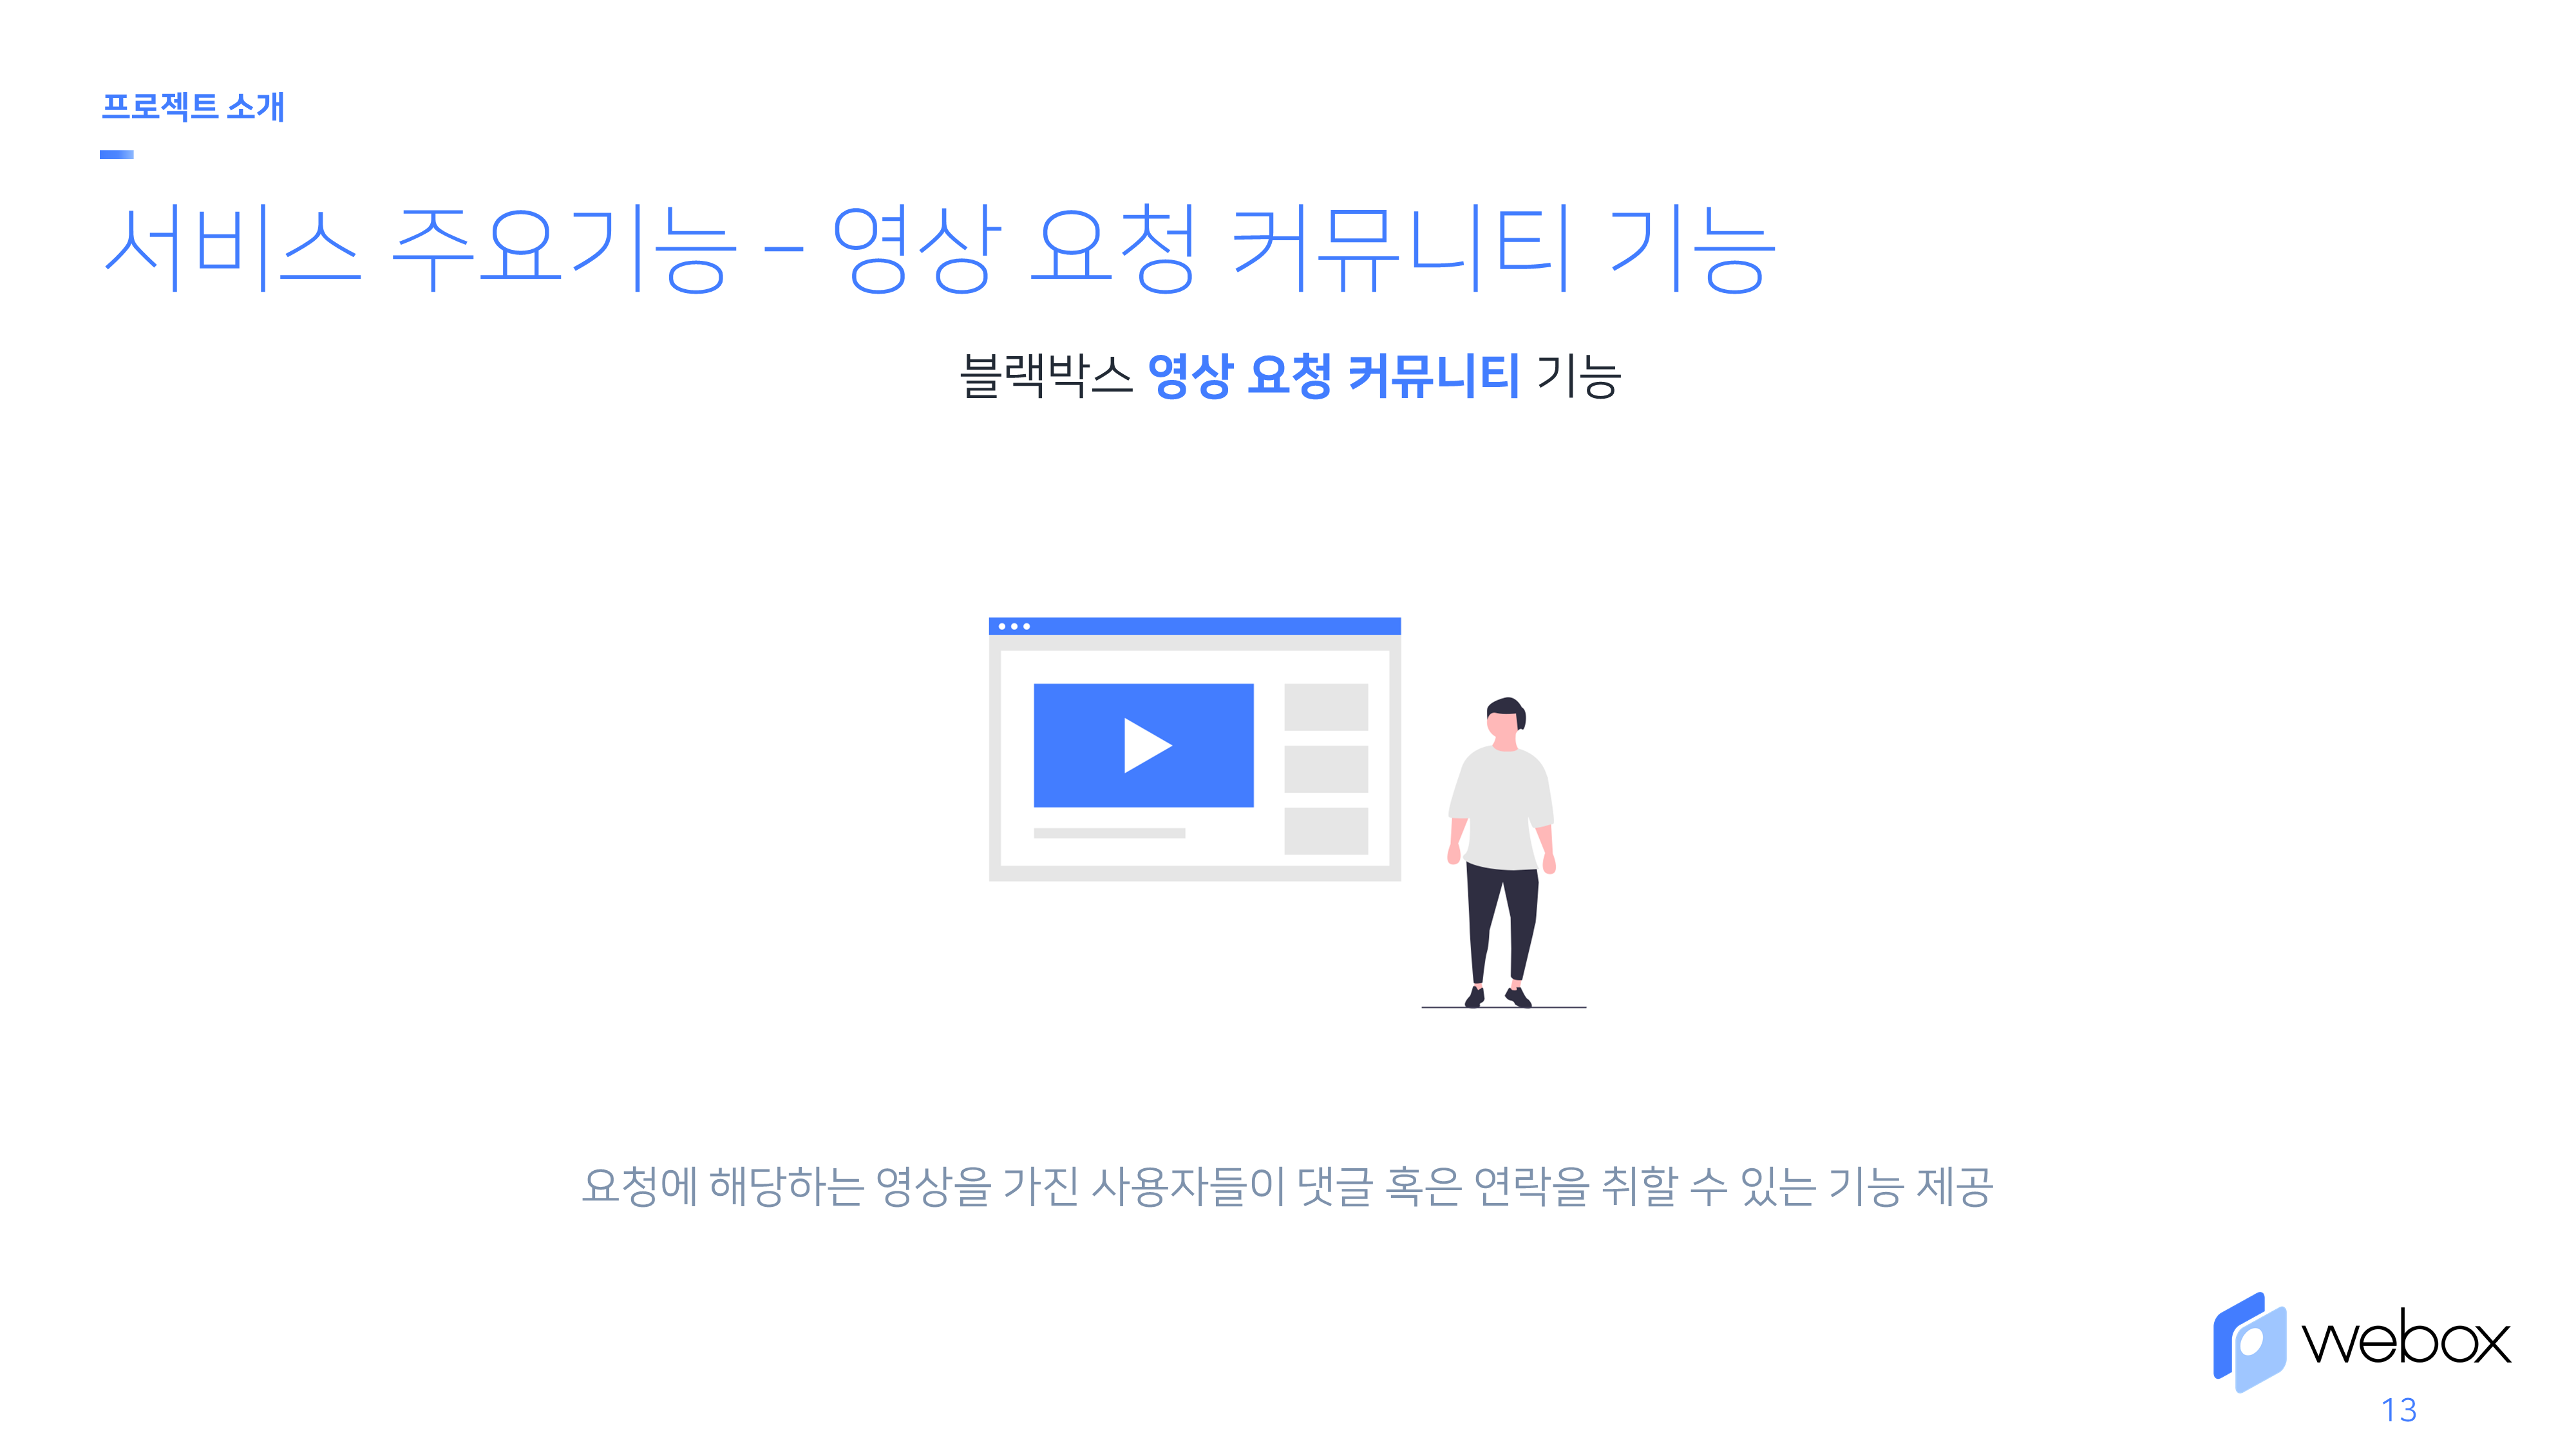 프로젝트 소개
서비스 주요기능 - 영상 요청 커뮤니티 기능
블랙박스 영상 요청 커뮤니티 기능
요청에 해당하는 영상을 가진 사용자들이 댓글 혹은 연락을 취할 수 있는 기능 제공
webox
13